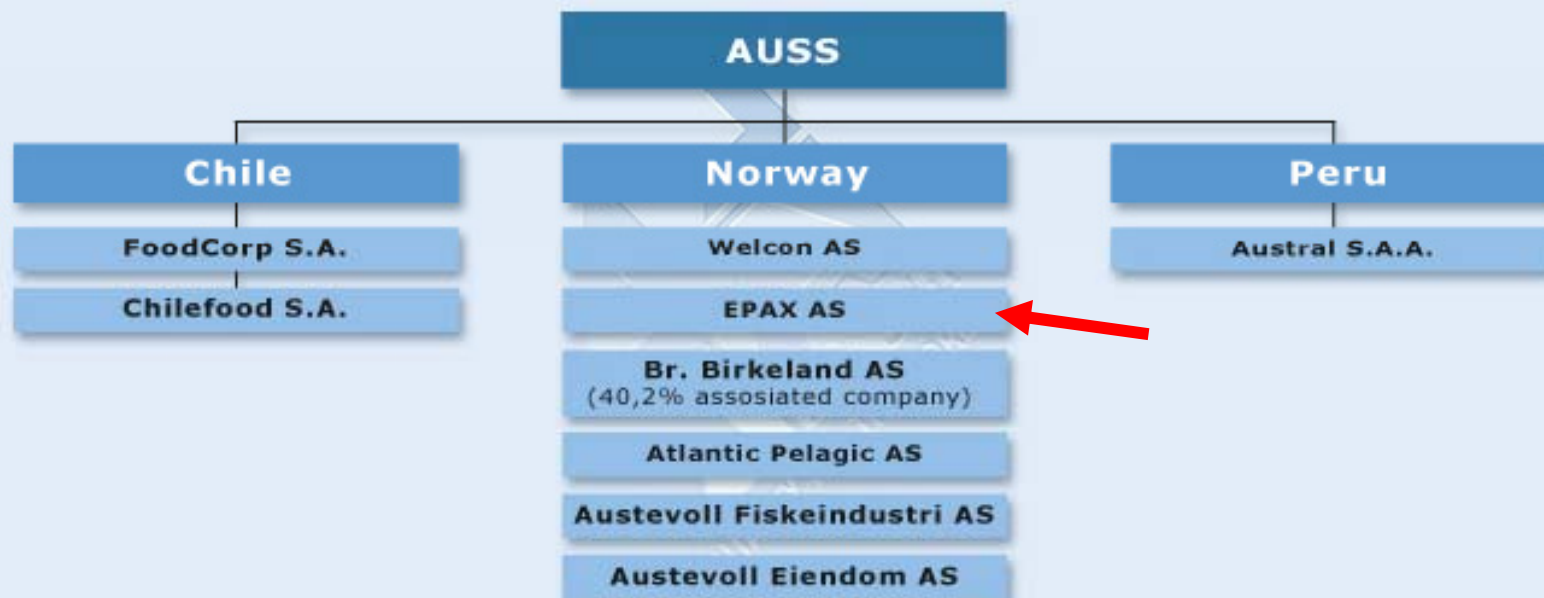 AUSS
Chile
Norway
Peru
FoodCorp S.A.
Chilefood S.A.
Welcon AS
EPAX AS
Br. Birkeland AS
(40,2% assosiated company)
Atlantic Pelagic AS
Austevoll Fiskeindustri AS
Austevoll Eiendom AS
Austral S.A.A.